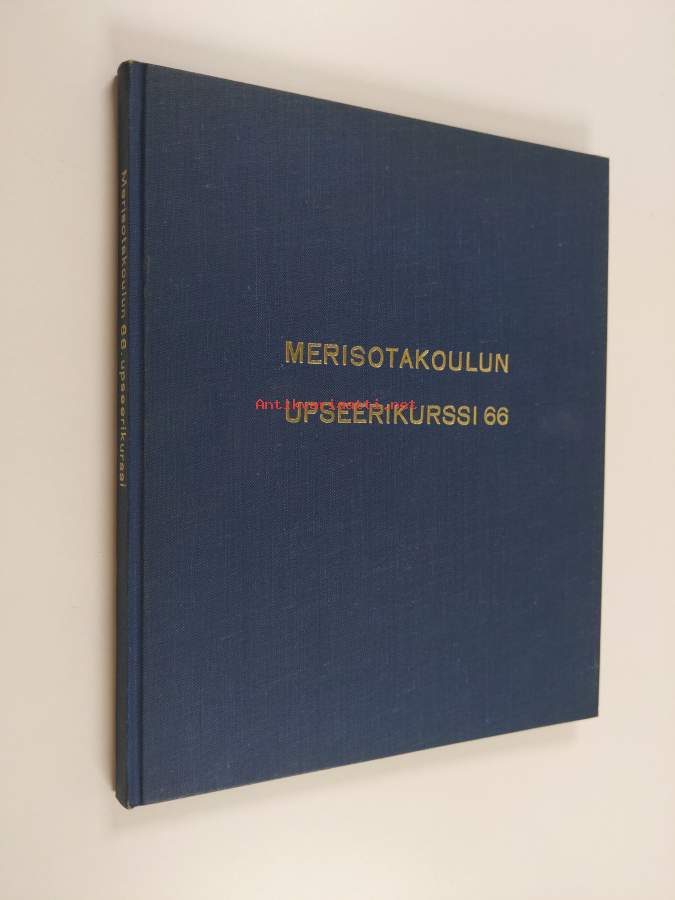 Merisotakoulun 66. upseerikurssi
MERISOTAKOULUN
Antikvariaatti.net
UPSEERIKURSSI 66